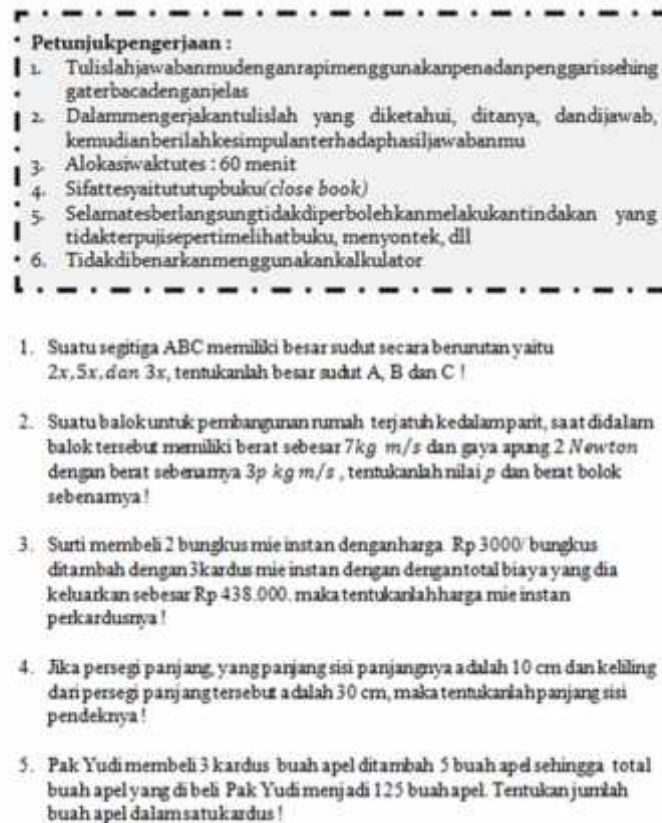 Petunjukpengerjaan :
1. Tulislahjawabanmudenganrapimenggunakanpenadanpenggarissehing
gaterbacadenganjelas
2. Dalammengerjakantulislah yang diketahui, ditanya, dandijawab,
kemudianberilahkesimpulanterhadaphasiljawabanmu
3. Alokasiwaktutes : 60 menit
4. Sifattesyaitututupbuku(close book)
5. Selamatesberlangsungtidakdiperbolehkanmelakukantindakan yang
tidakterpujisepertimelihatbuku, menyontek, dll
6. Tidakdibenarkanmenggunakankalkulator
1. Suatu segitiga ABC memiliki besar sudut secara berurutan yaitu
2x, 5x, dan 3x, tentukanlah besar sudut A, B dan C !
2. Suatu balok untuk pembangunan rumah terjatuh kedalam parit, saat didalam
balok tersebut memiliki berat sebesar 7kg m/s dan gaya apung 2 Newton
dengan berat sebenarnya 3p kg m/s , tentukanlah nilai p dan berat bolok
sebenarnya !
3. Surti membeli 2 bungkus mie instan dengan harga Rp 3000/ bungkus
ditambah dengan 3 kardus mie instan dengan dengan total biaya yang dia
keluarkan sebesar Rp 438.000. maka tentukanlah harga mie instan
perkardusnya !
4. Jika persegi panjang, yang panjang sisi panjangnya adalah 10 cm dan keliling
dari persegi panjang tersebut adalah 30 cm, maka tentukanlah panjang sisi
pendeknya !
5. Pak Yudi membeli 3 kardus buah apel ditambah 5 buah apel sehingga total
buah apel yang di beli Pak Yudi menjadi 125 buah apel. Tentukan jumlah
buah apel dalam satu kardus !